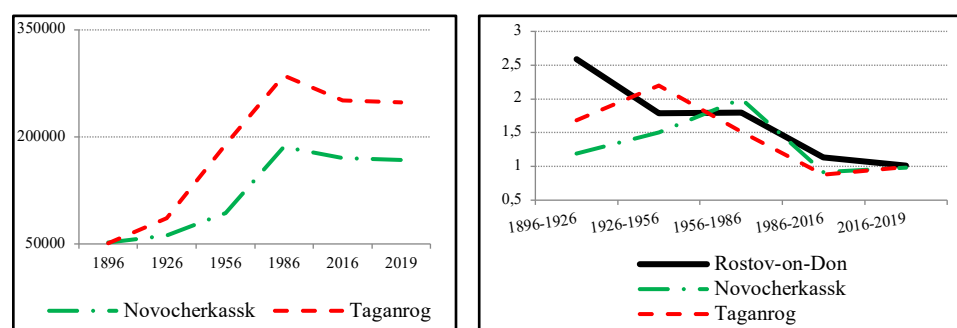 350000
200000
50000
1896 1926 1956 1986 2016 2019
Novocherkassk Taganrog
3
2,5
2
1,5
1
0,5
1896-1926 1926-1956 1956-1986 1986-2016 2016-2019
Rostov-on-Don
Novocherkassk
Taganrog